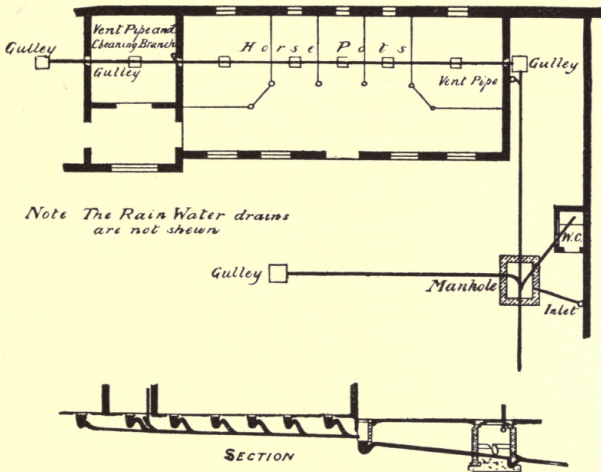 Vent Pipe and
Cleaning Branch
Gulley
Gulley
Horse Pots
Gulley
Vent Pipe
Note The Rain Water drains
are not shewn
W.C.
Gulley
Manhole
Inlet
SECTION